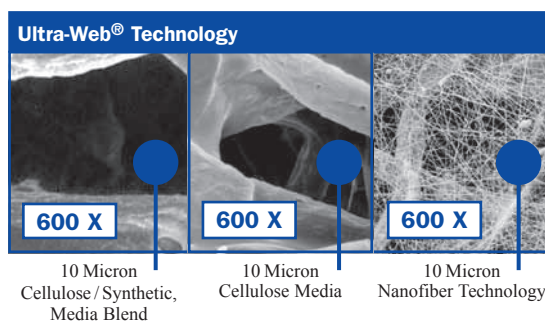 Ultra-Web® Technology
600 X
600 X
600 X
10 Micron
Cellulose/Synthetic,
Media Blend
10 Micron
Cellulose Media
10 Micron
Nanofiber Technology